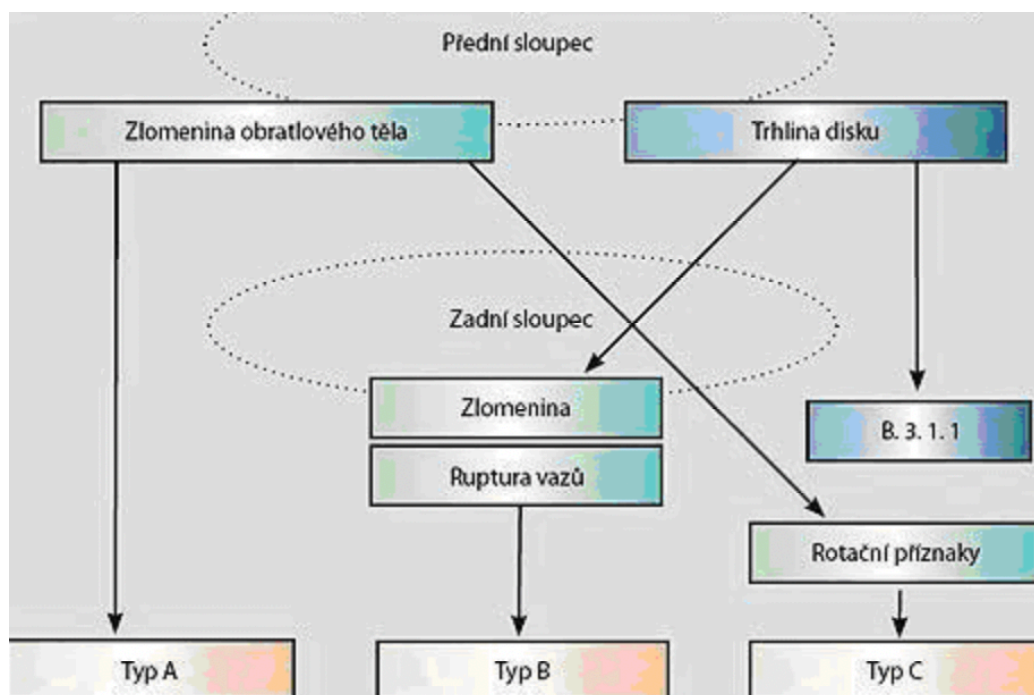 Přední sloupec
Zlomenina obratlového těla
Trhlina disku
Zadní sloupec
Zlomenina
B. 3. 1. 1
Ruptura vazů
Rotační příznaky
Typ A
Typ B
Typ C